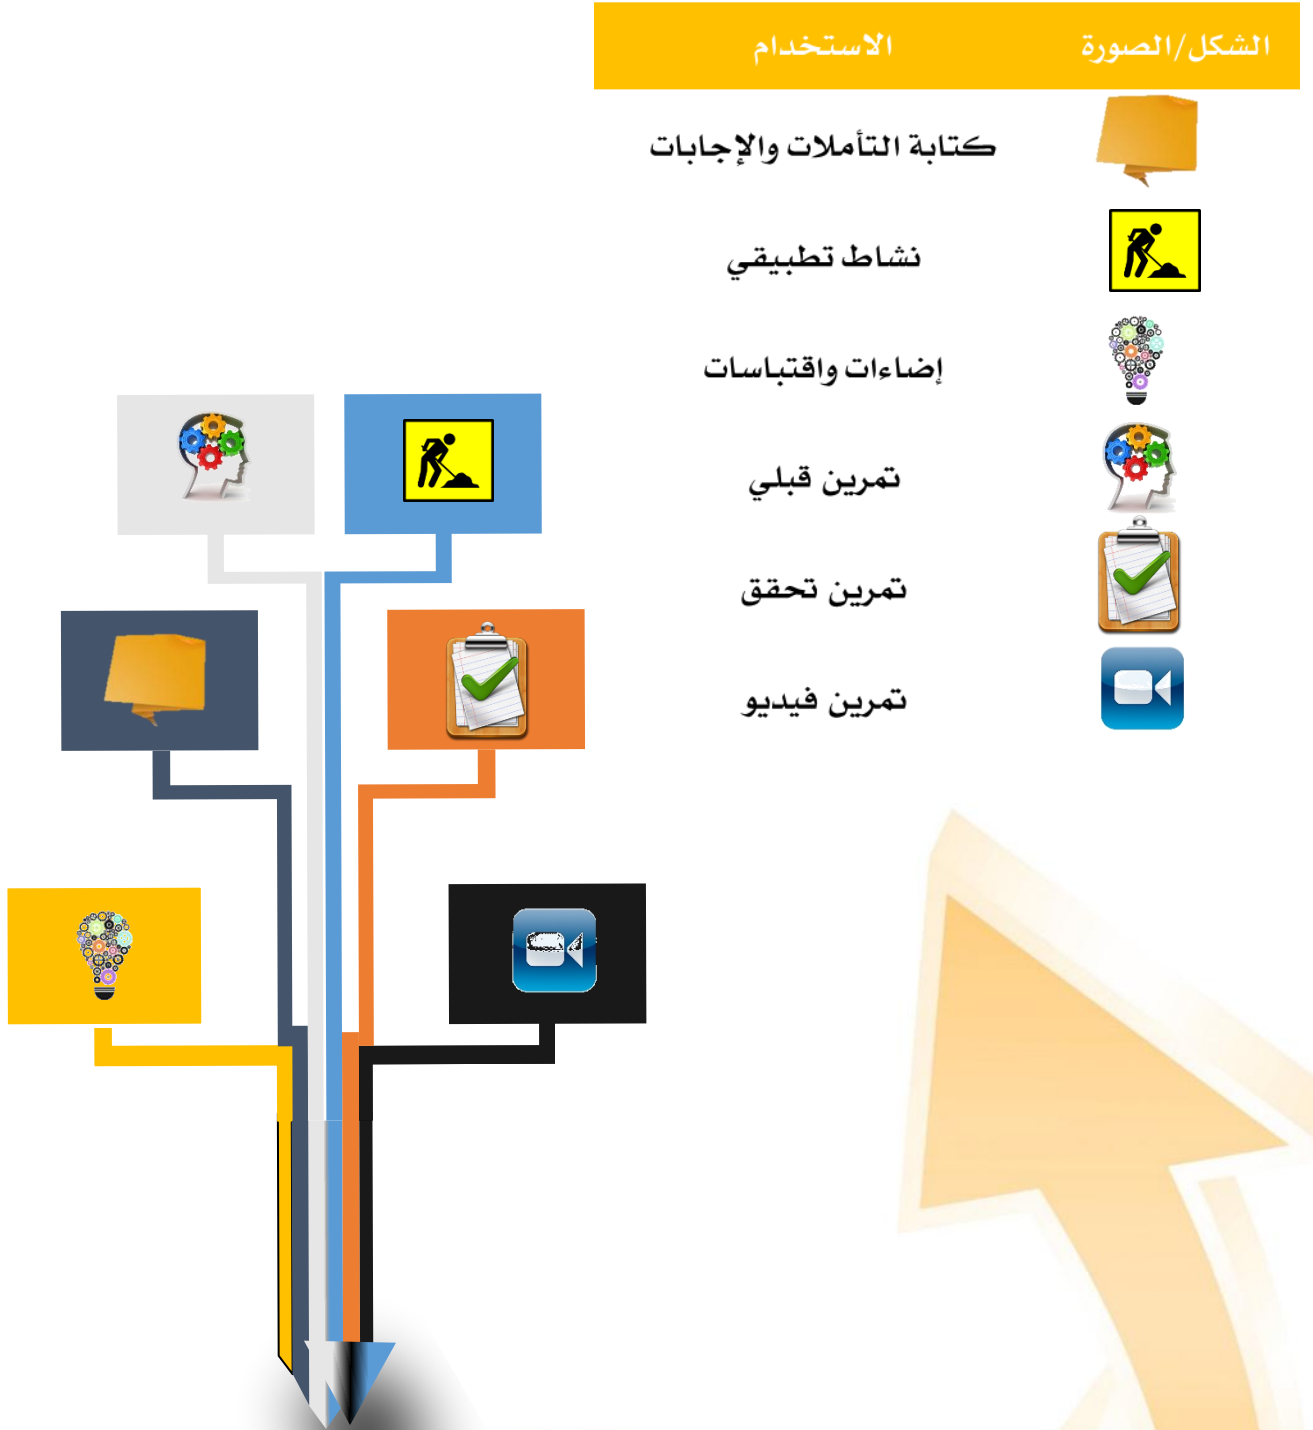 الشكل/الصورة الاستخدام
كتابة التأملات والإجابات
نشاط تطبيقي
إضاءات واقتباسات
تمرين قبلي
تمرين تحقق
تمرين فيديو